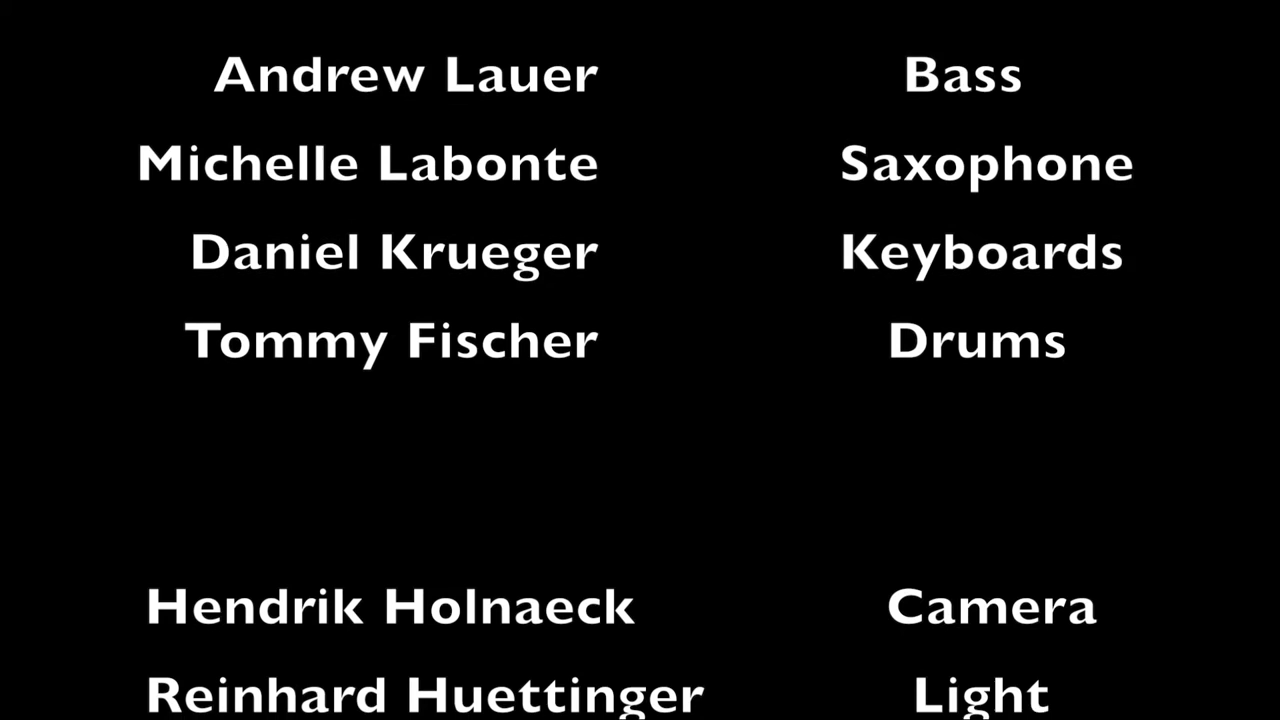 Andrew Lauer Bass
Michelle Labonte Saxophone
Daniel Krueger Keyboards
Tommy Fischer Drums
Hendrik Holnaeck Camera
Reinhard Huettinger Light